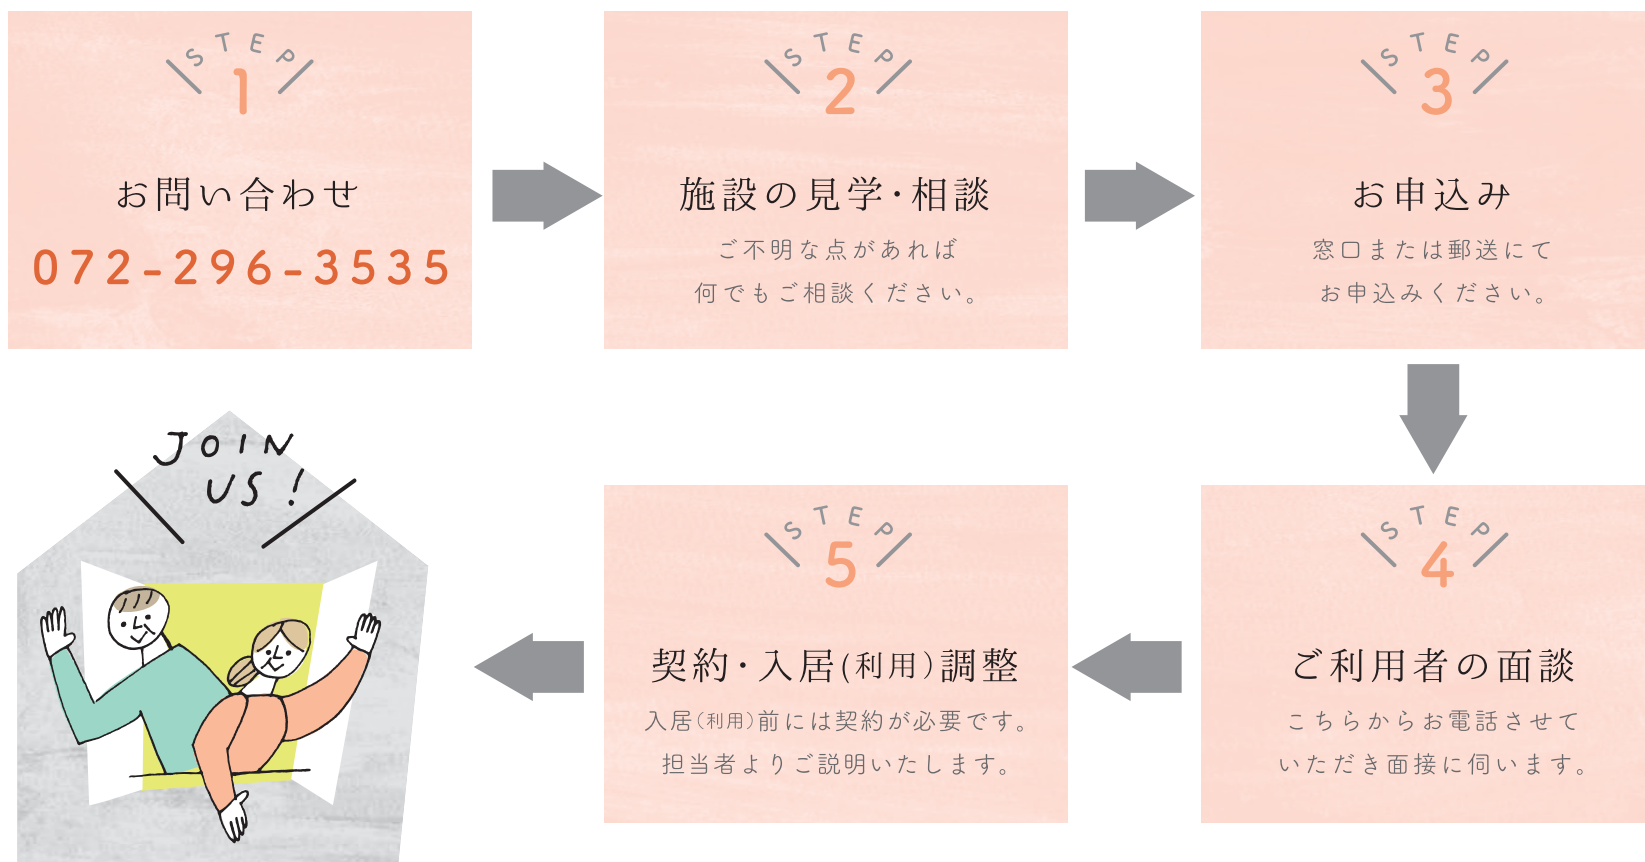 STEP
1
お問い合わせ
072-296-3535
STEP
2
施設の見学・相談
ご不明な点があれば
何でもご相談ください。
STEP
3
お申込み
窓口または郵送にて
お申込みください。
STEP
4
ご利用者の面談
こちらからお電話させて
いただき面接に伺います。
STEP
5
契約・入居(利用)調整
入居(利用)前には契約が必要です。
担当者よりご説明いたします。
JOIN
US!